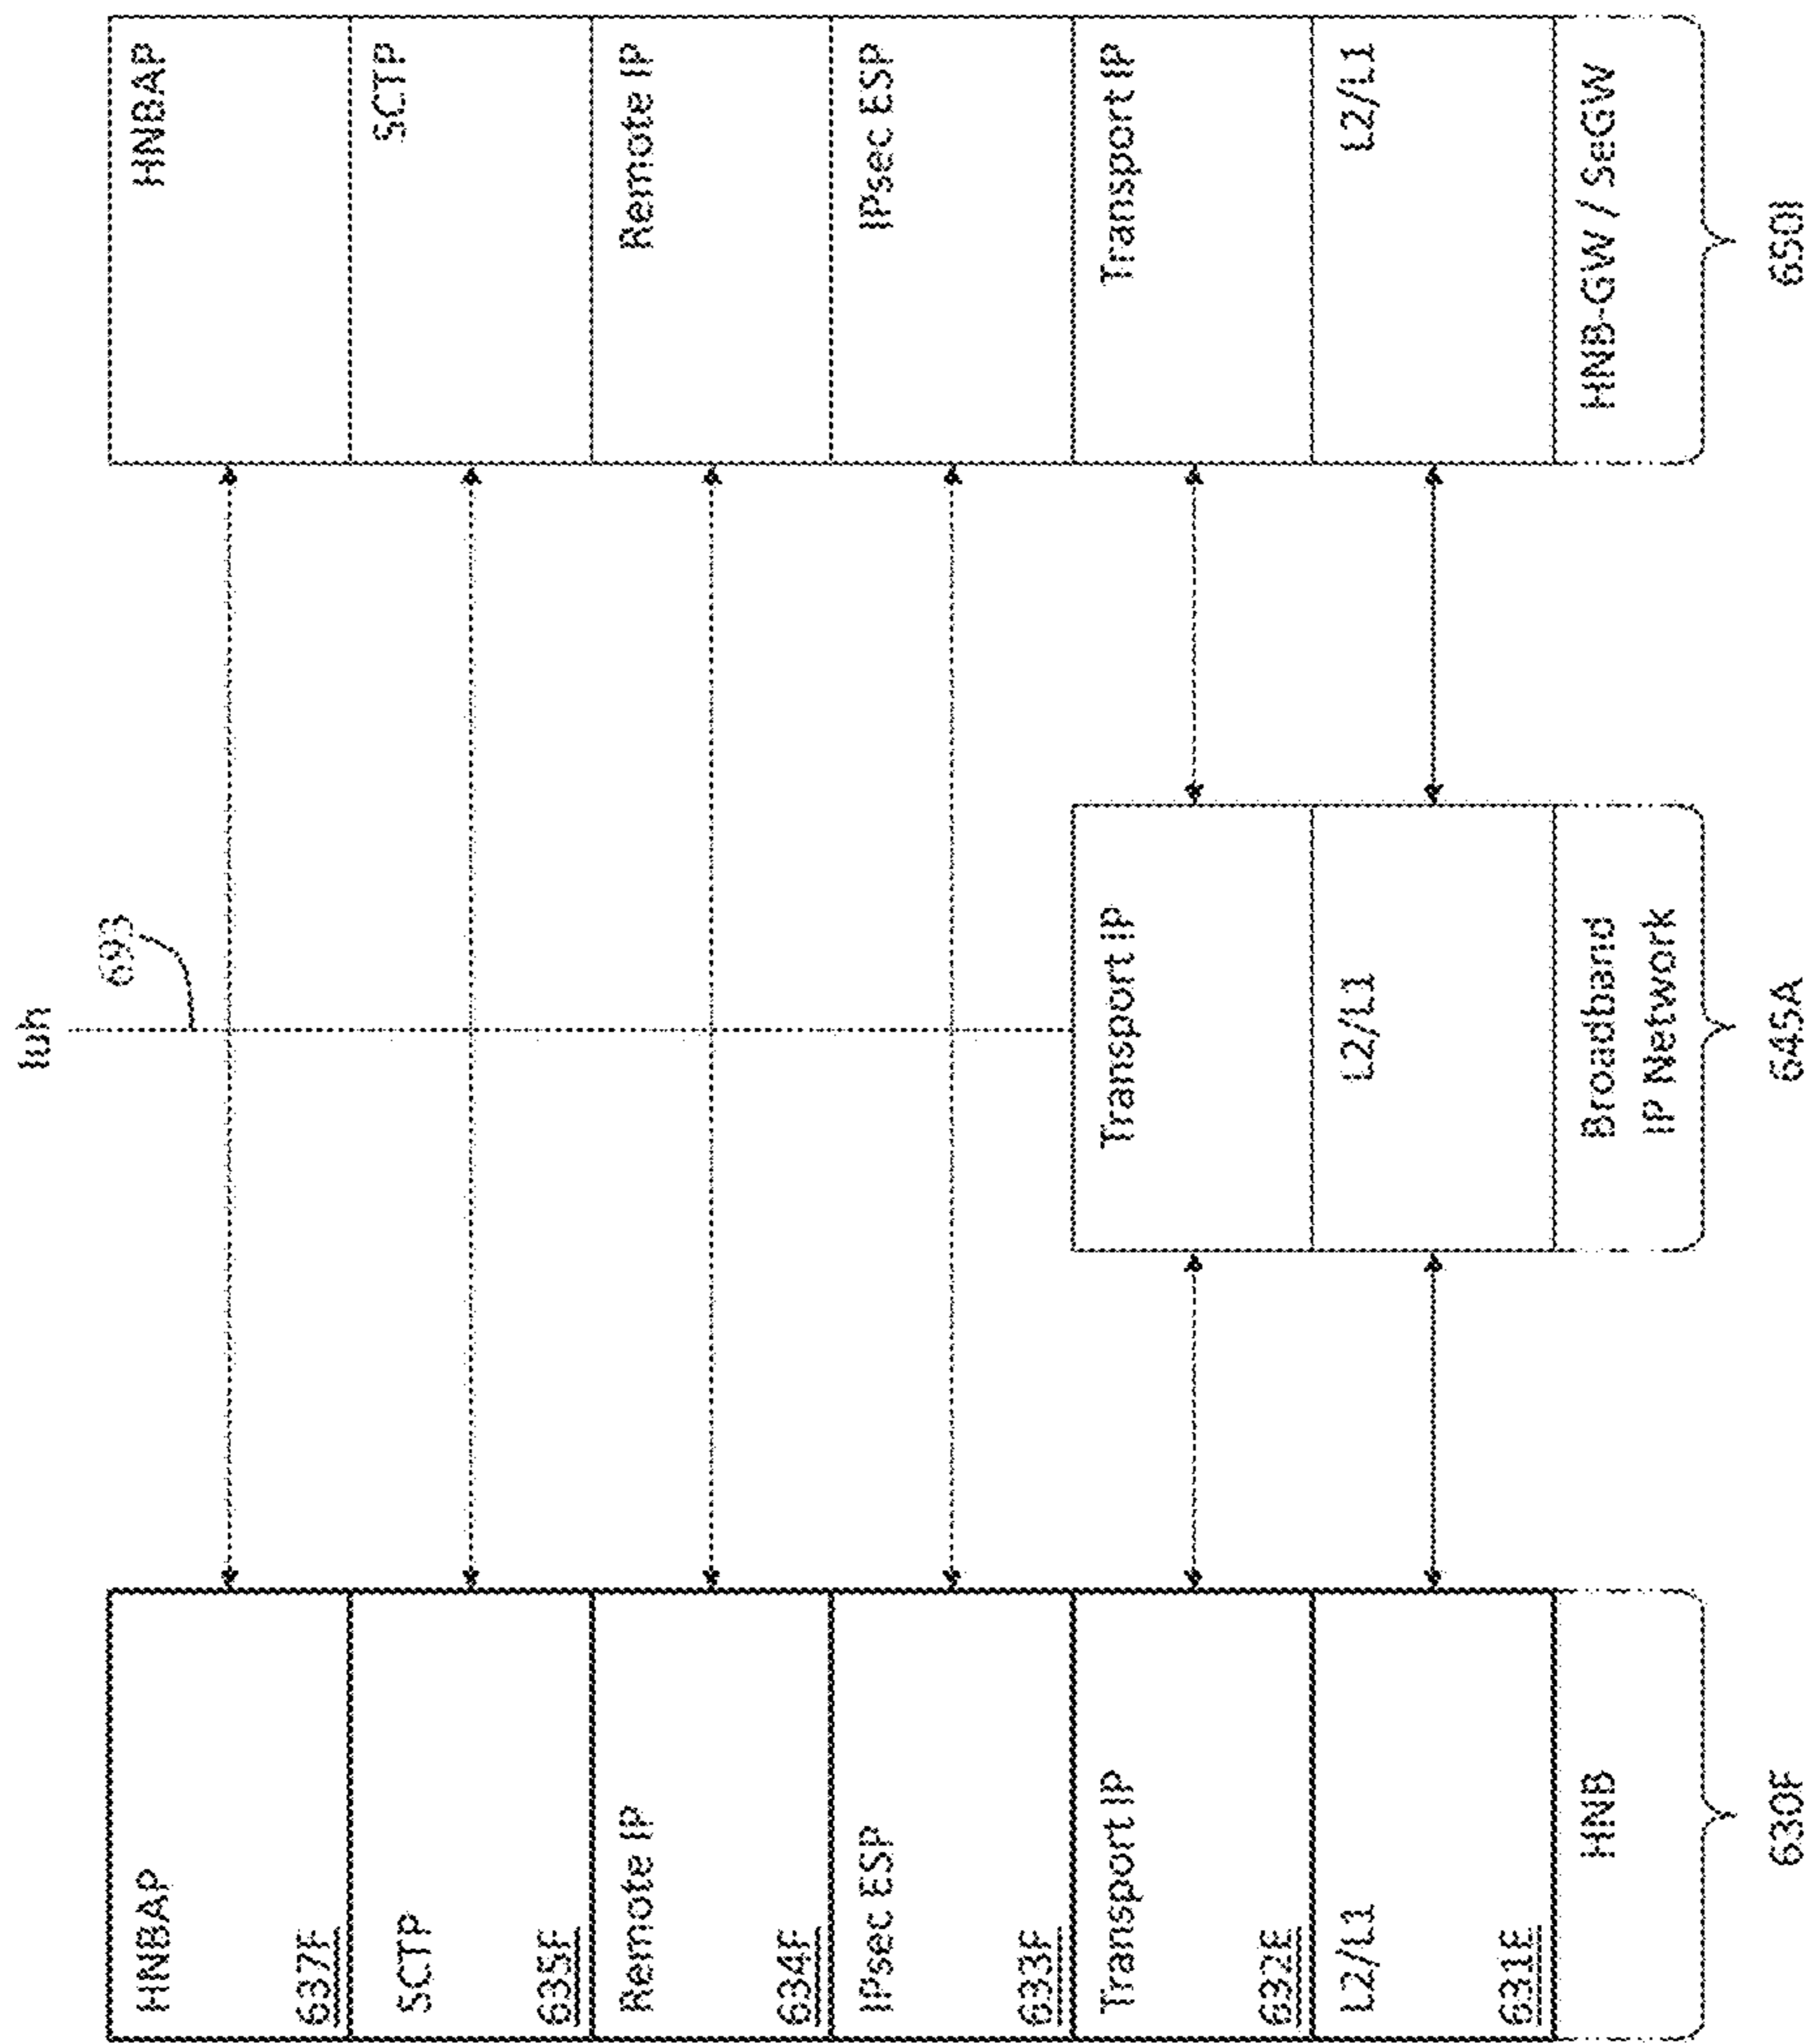 Iuh
693
HNBAP
637F
SCTP
635F
Remote IP
634F
IPsec ESP
633F
Transport IP
632E
L2/L1
631E
HNB
630F
Transport IP
L2/L1
Broadband
IP Network
645A
HNBAP
SCTP
Remote IP
IPsec ESP
Transport IP
L2/L1
HNB-GW / SeGW
650I